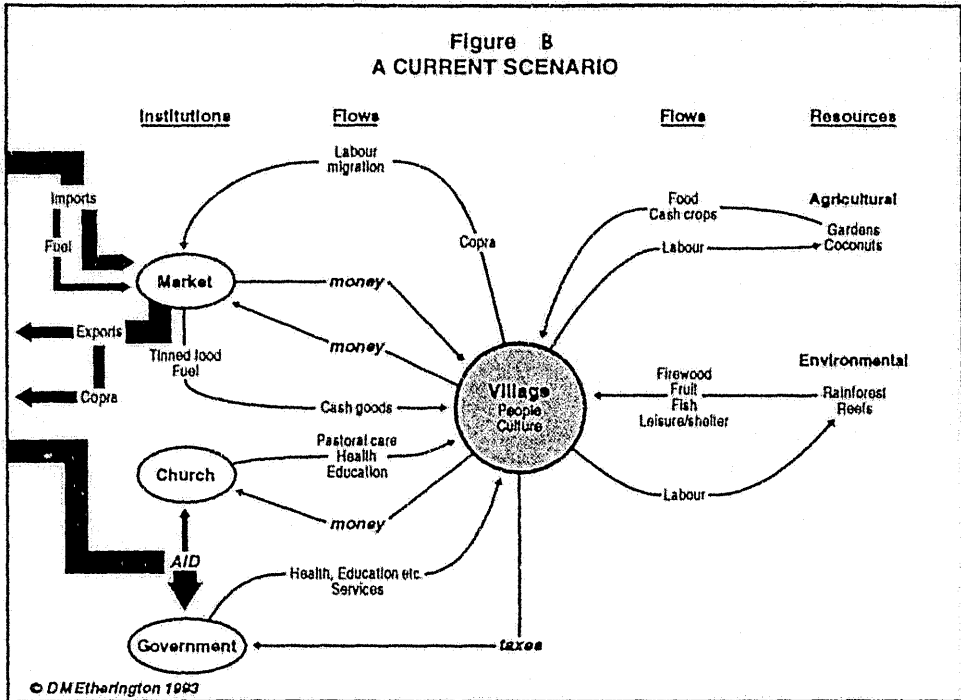 Figure B
A CURRENT SCENARIO
Institutions
Flows
Flows
Resources
Labour
migration
Imports
Fuel
Copra
Food
Cash crops
Agricultural
Gardens
Coconuts
Labour
Market
money
Exports
money
Tinned food
Fuel
Copra
Cash goods
Village
People
Culture
Firewood
Fruit
Fish
Leisure/shelter
Environmental
Rainforest
Reefs
Pastoral care
Health
Education
Church
money
Labour
AID
Health, Education etc.
Services
Government
taxes
© DMEtherington 1993